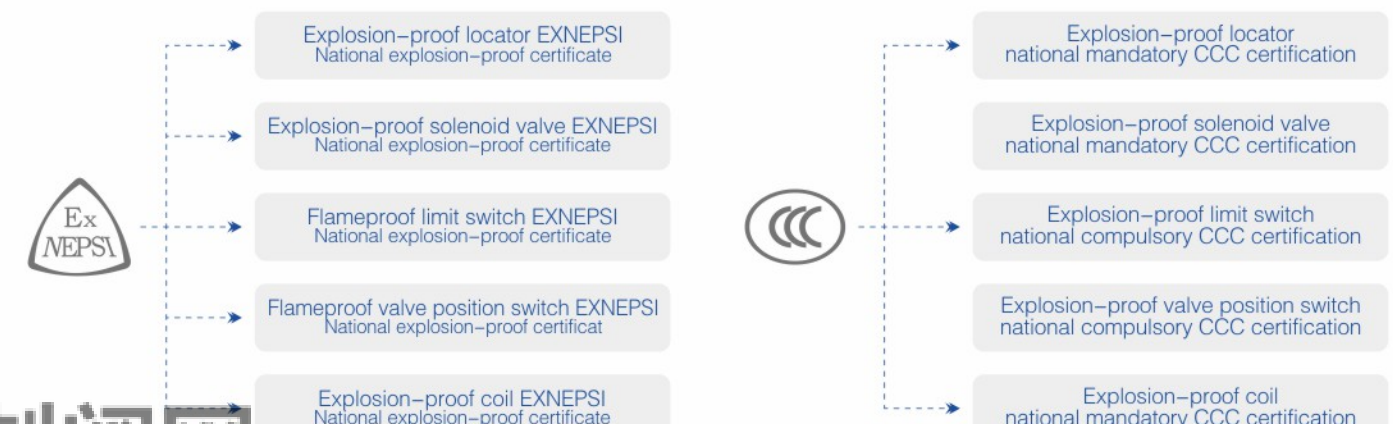 Explosion–proof locator EXNEPSI
National explosion–proof certificate
Explosion–proof solenoid valve EXNEPSI
National explosion–proof certificate
Ex
NEPSI
Flameproof limit switch EXNEPSI
National explosion–proof certificate
Flameproof valve position switch EXNEPSI
National explosion–proof certificat
Explosion–proof coil EXNEPSI
National explosion–proof certificate
Explosion–proof locator
national mandatory CCC certification
Explosion–proof solenoid valve
national mandatory CCC certification
CCC
Explosion–proof limit switch
national compulsory CCC certification
Explosion–proof valve position switch
national compulsory CCC certification
Explosion–proof coil
national mandatory CCC certification